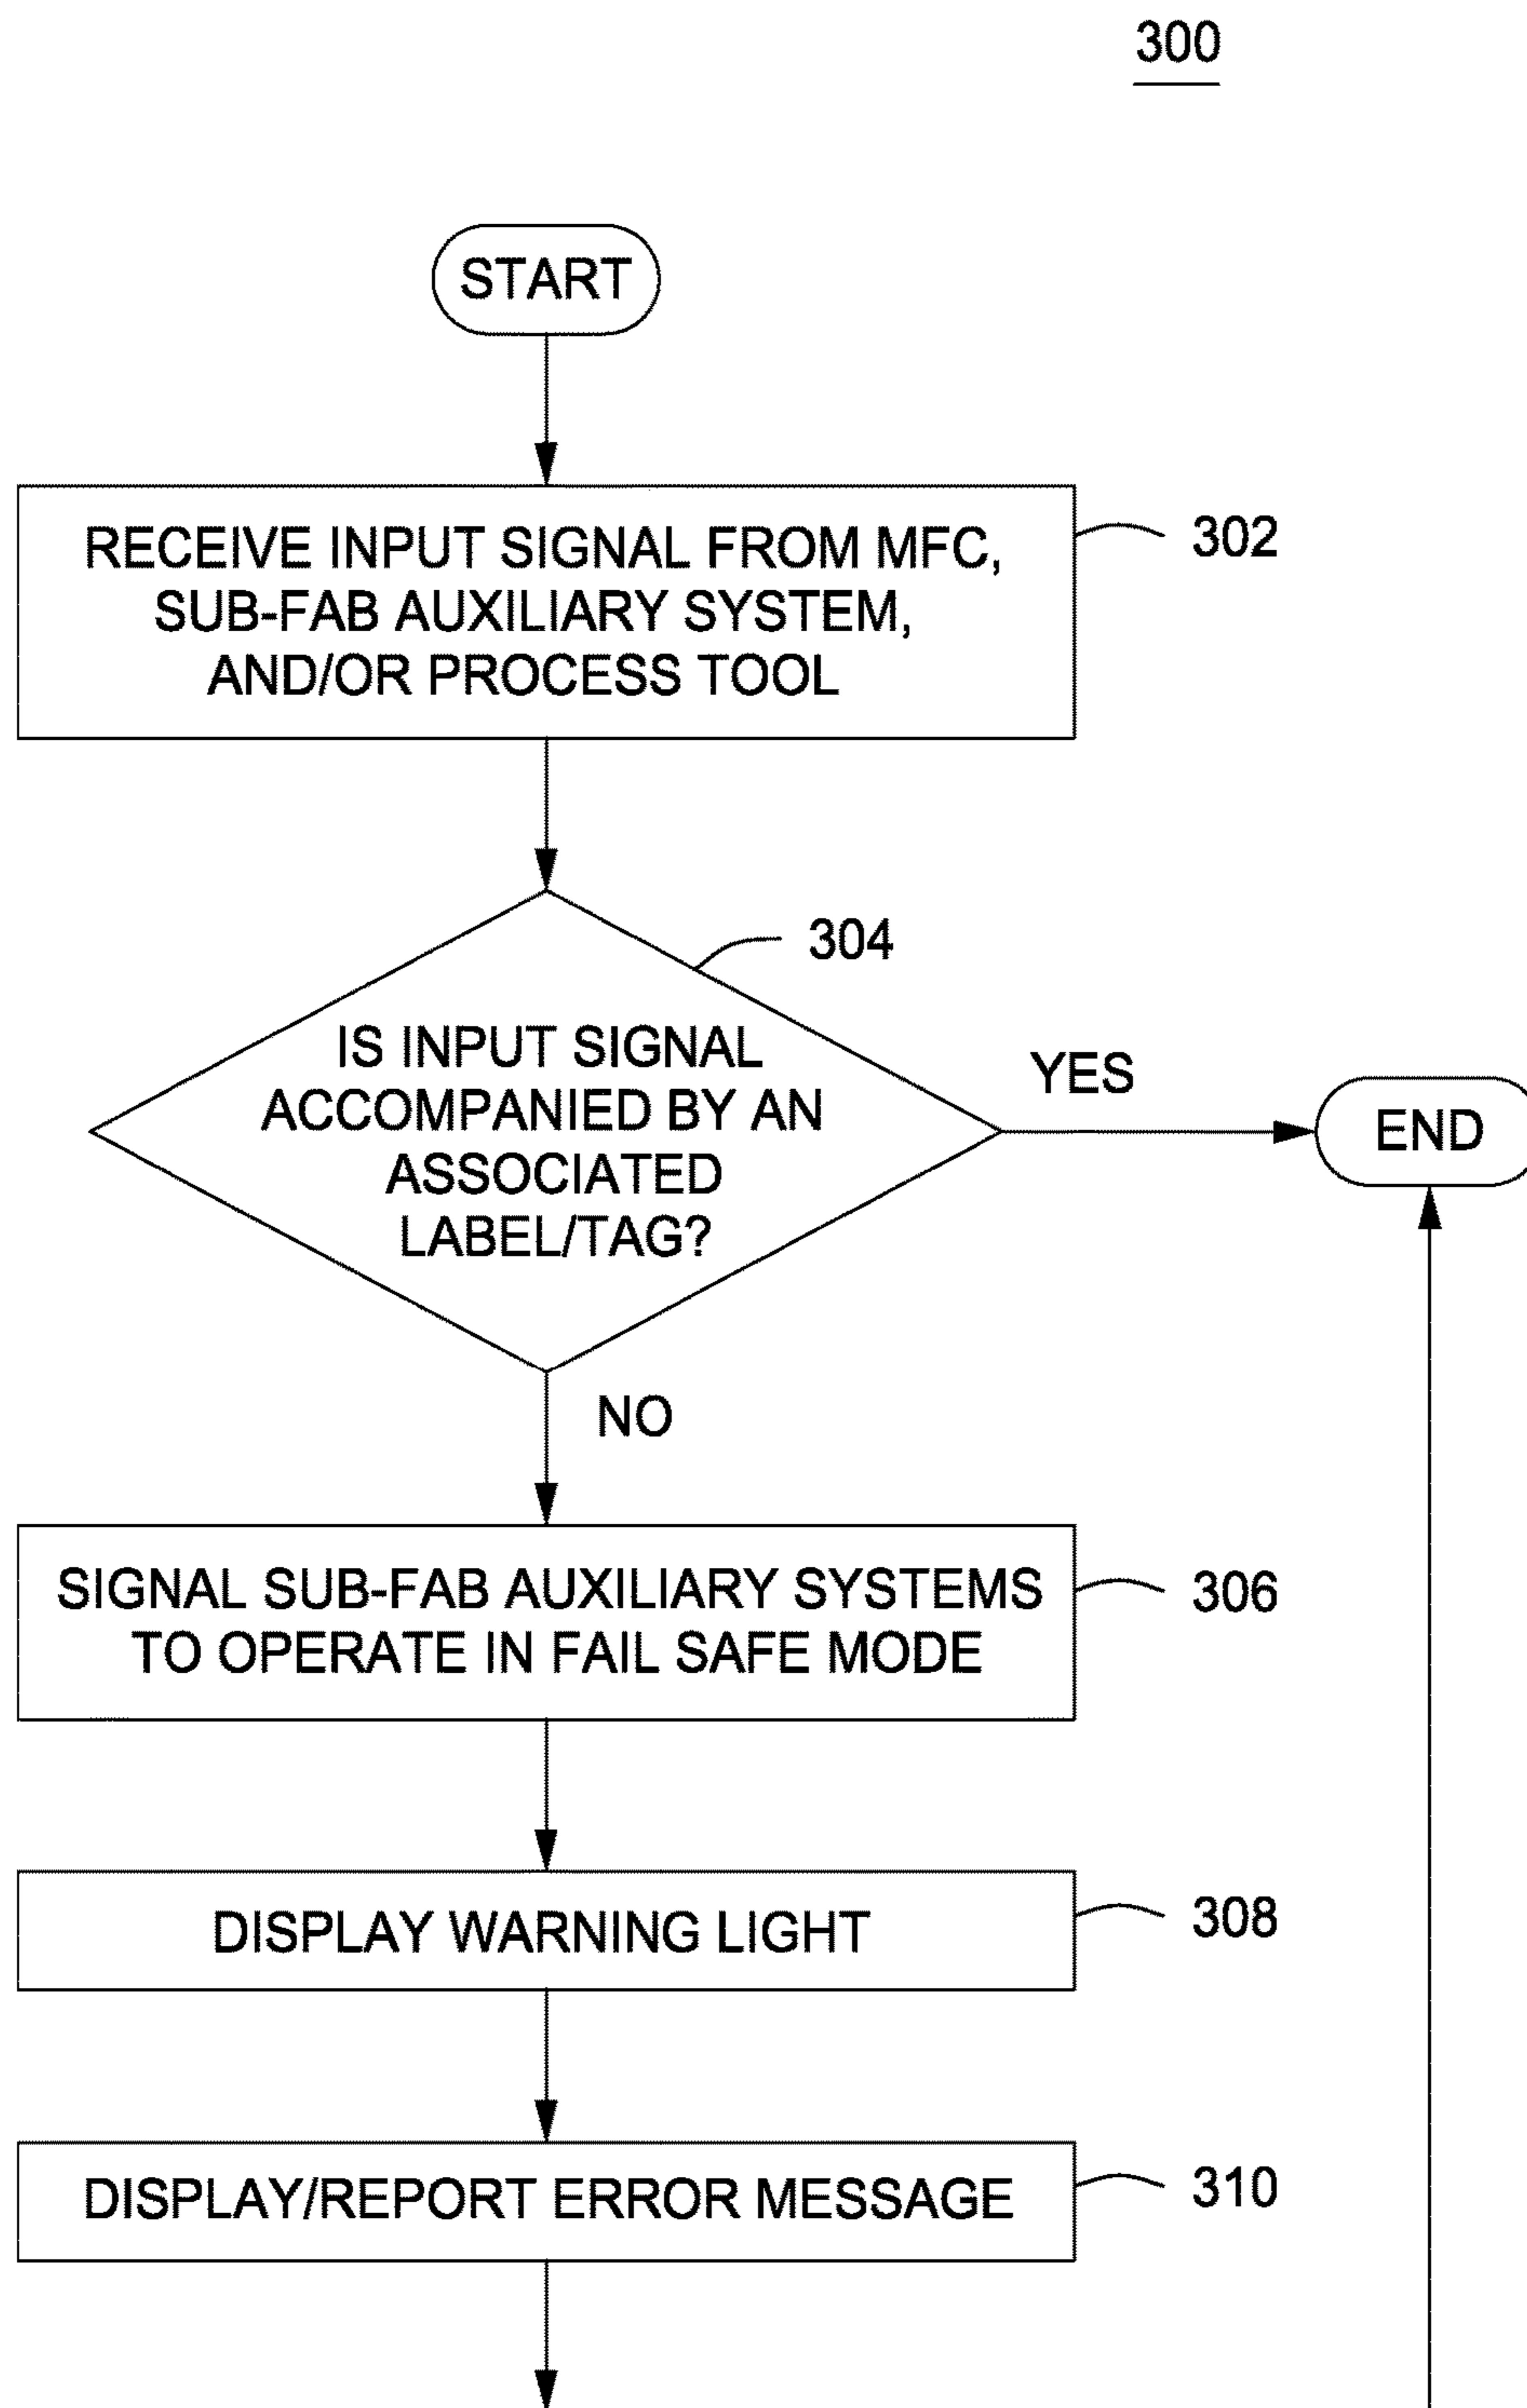 300
START
RECEIVE INPUT SIGNAL FROM MFC,
SUB-FAB AUXILIARY SYSTEM,
AND/OR PROCESS TOOL
302
304
IS INPUT SIGNAL
ACCOMPANIED BY AN
ASSOCIATED
LABEL/TAG?
YES
END
NO
SIGNAL SUB-FAB AUXILIARY SYSTEMS
TO OPERATE IN FAIL SAFE MODE
306
DISPLAY WARNING LIGHT
308
DISPLAY/REPORT ERROR MESSAGE
310